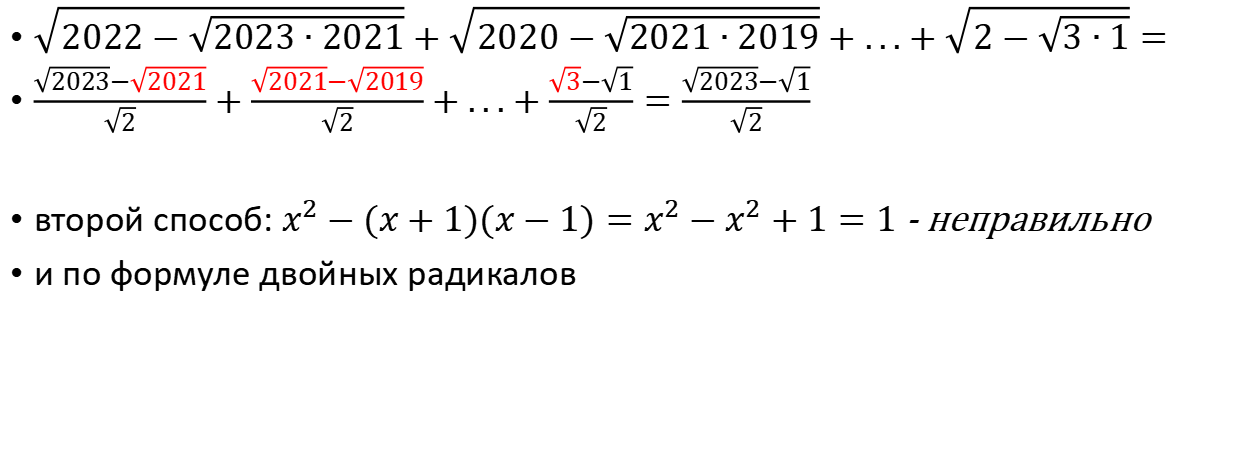 • √(2022 − √(2023 · 2021)) + √(2020 − √(2021 · 2019)) + … + √(2 − √(3 · 1)) =
• (√2023−√2021)/√2 + (√2021−√2019)/√2 + … + (√3−√1)/√2 = (√2023−√1)/√2
• второй способ: x² − (x + 1)(x − 1) = x² − x² + 1 = 1 - неправильно
• и по формуле двойных радикалов